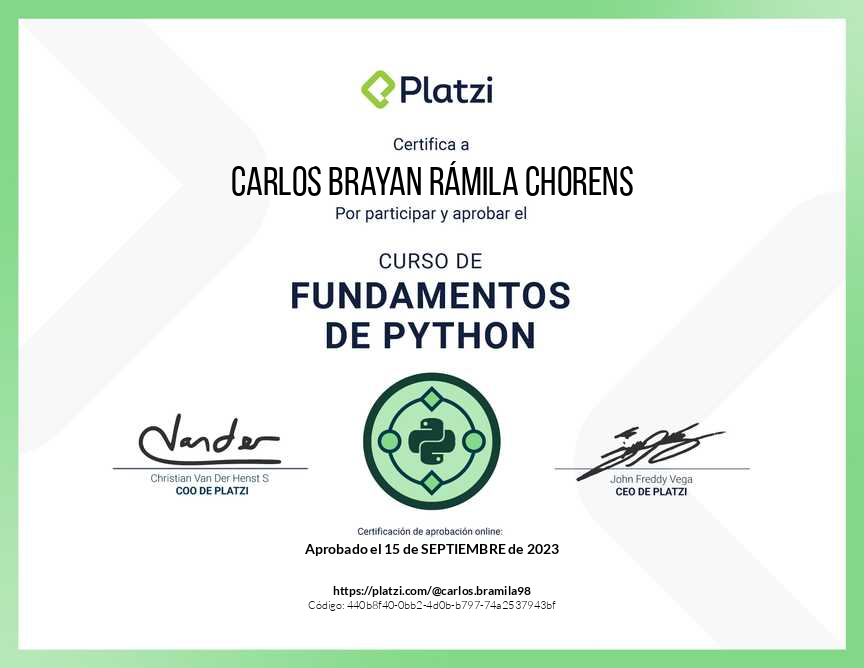 Platzi
Certifica a
CARLOS BRAYAN RÁMILA CHORENS
Por participar y aprobar el
CURSO DE
FUNDAMENTOS
DE PYTHON
Vander
Christian Van Der Henst S
COO DE PLATZI
John Freddy Vega
CEO DE PLATZI
Certificación de aprobación online:
Aprobado el 15 de SEPTIEMBRE de 2023
https://platzi.com/@carlos.bramila98
Código: 440b8f40-0bb2-4d0b-b797-74a2537943bf